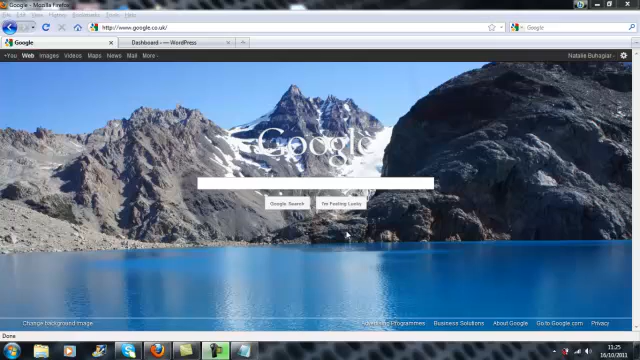 Google - Mozilla Firefox
File Edit View History Bookmarks Tools Help
http://www.google.co.uk/
Google
Google
Dashboard ‹ — WordPress
+You Web Images Videos Maps News Mail More
Natalie Buhagiar
Google
Google Search
I'm Feeling Lucky
Change background image
Advertising Programmes
Business Solutions
About Google
Go to Google.com
Privacy
Done
11:25
16/10/2011